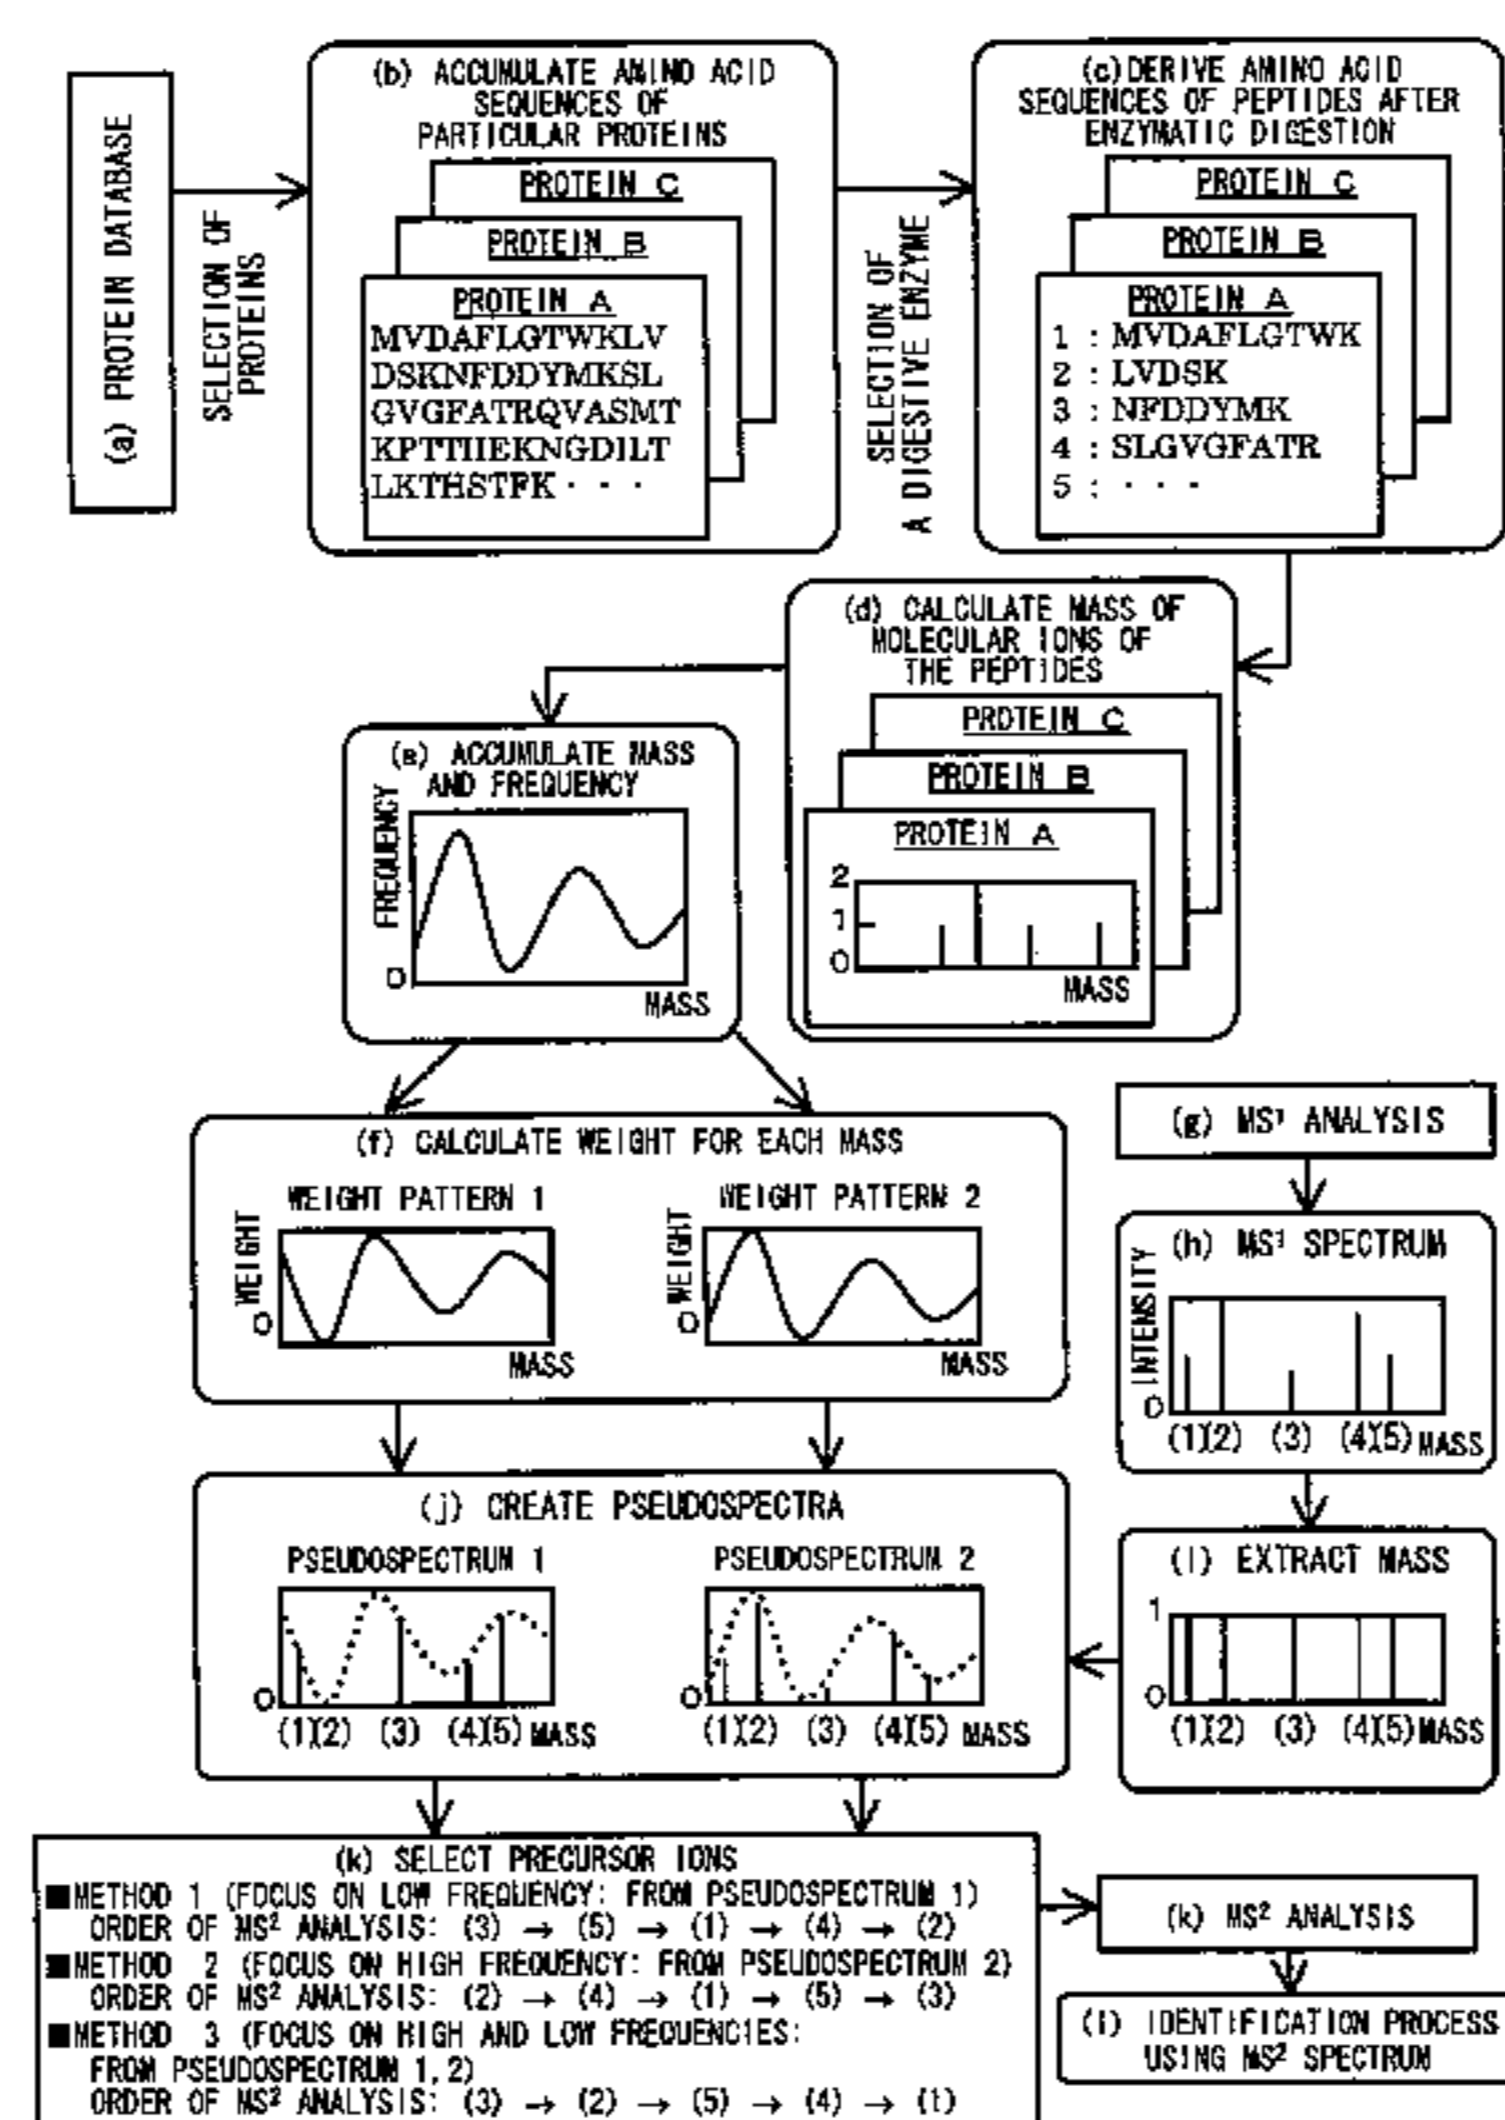 (a) PROTEIN DATABASE
SELECTION OF
PROTEINS
(b) ACCUMULATE AMINO ACID
SEQUENCES OF
PARTICULAR PROTEINS
PROTEIN C
PROTEIN B
PROTEIN A
MVDAFLGTWKLV
DSKNFDDYMKSL
GVGFATRQVASMT
KPTTIIEKNGDILT
LKTHSTFK · · ·
SELECTION OF
A DIGESTIVE ENZYME
(c) DERIVE AMINO ACID
SEQUENCES OF PEPTIDES AFTER
ENZYMATIC DIGESTION
PROTEIN C
PROTEIN B
PROTEIN A
1 : MVDAFLGTWK
2 : LVDSK
3 : NFDDYMK
4 : SLGVGFATR
5 : · · ·
(d) CALCULATE MASS OF
MOLECULAR IONS OF
THE PEPTIDES
PROTEIN C
PROTEIN B
PROTEIN A
2
1
0
MASS
(e) ACCUMULATE MASS
AND FREQUENCY
FREQUENCY
0
MASS
(f) CALCULATE WEIGHT FOR EACH MASS
WEIGHT PATTERN 1
WEIGHT
0
MASS
WEIGHT PATTERN 2
WEIGHT
0
MASS
(g) MS¹ ANALYSIS
(h) MS¹ SPECTRUM
INTENSITY
0
(1)(2) (3) (4)(5) MASS
(i) EXTRACT MASS
1
0
(1)(2) (3) (4)(5) MASS
(j) CREATE PSEUDOSPECTRA
PSEUDOSPECTRUM 1
0
(1)(2) (3) (4)(5) MASS
PSEUDOSPECTRUM 2
0
(1)(2) (3) (4)(5) MASS
(k) SELECT PRECURSOR IONS
■METHOD 1 (FOCUS ON LOW FREQUENCY: FROM PSEUDOSPECTRUM 1)
ORDER OF MS² ANALYSIS: (3) → (5) → (1) → (4) → (2)
■METHOD 2 (FOCUS ON HIGH FREQUENCY: FROM PSEUDOSPECTRUM 2)
ORDER OF MS² ANALYSIS: (2) → (4) → (1) → (5) → (3)
■METHOD 3 (FOCUS ON HIGH AND LOW FREQUENCIES:
FROM PSEUDOSPECTRUM 1, 2)
ORDER OF MS² ANALYSIS: (3) → (2) → (5) → (4) → (1)
(k) MS² ANALYSIS
(l) IDENTIFICATION PROCESS
USING MS² SPECTRUM